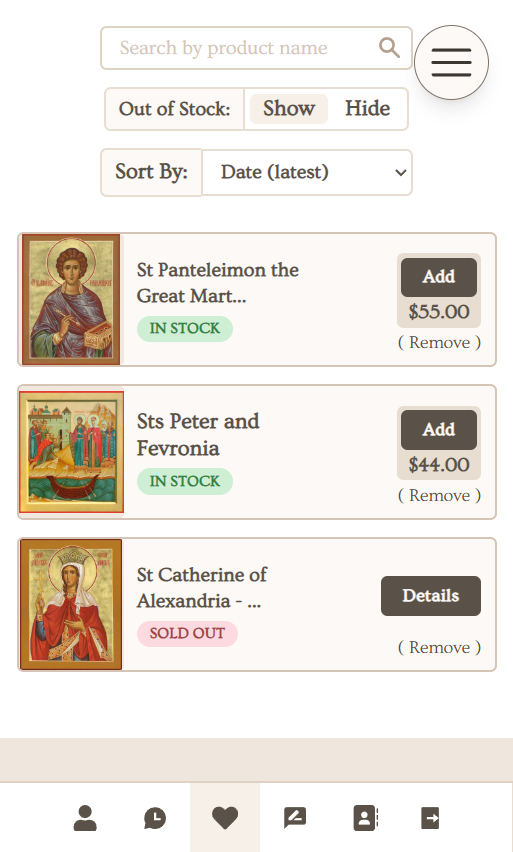 Search by product name
Out of Stock: Show Hide
Sort By: Date (latest)
St Panteleimon the
Great Mart...
IN STOCK
Add
$55.00
( Remove )
Sts Peter and
Fevronia
IN STOCK
Add
$44.00
( Remove )
St Catherine of
Alexandria - ...
SOLD OUT
Details
( Remove )